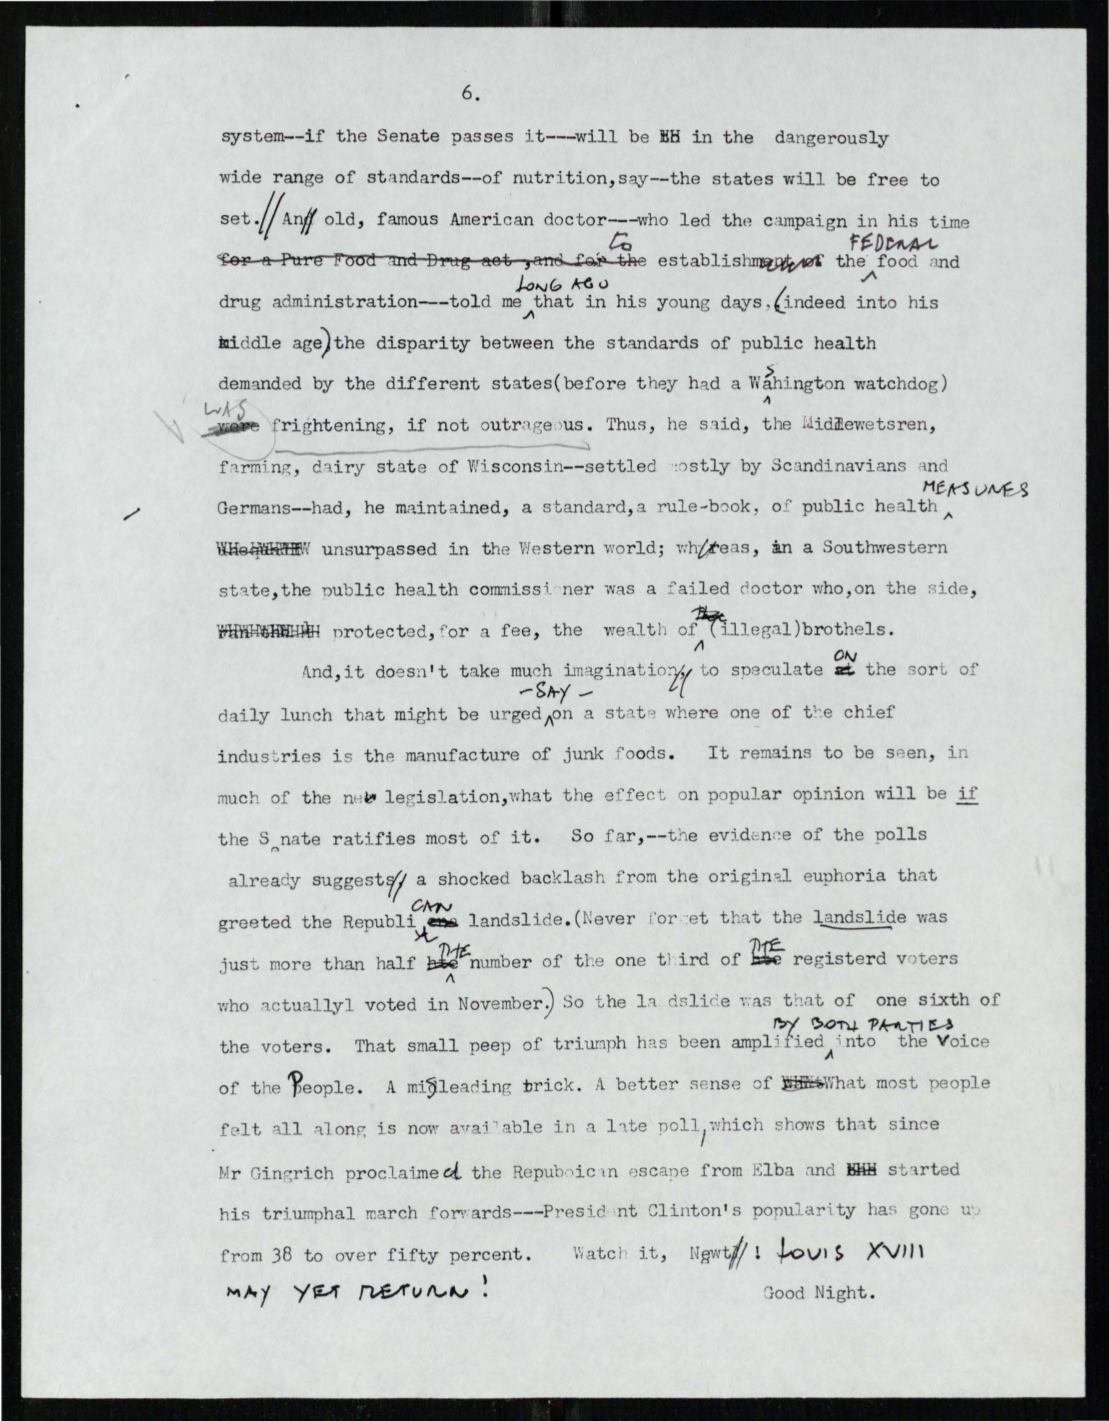 6.
system--if the Senate passes it---will be in the dangerously
wide range of standards--of nutrition,say--the states will be free to
set.// An// old, famous American doctor---who led the campaign in his time
to FEDERAL
for a Pure Food and Drug act ,and for the establishment of the food and
LONG AGO
drug administration---told me that in his young days,(indeed into his
middle age)the disparity between the standards of public health
s
demanded by the different states(before they had a Wahington watchdog)
WAS
were frightening, if not outrageous. Thus, he said, the Middlewetsren,
farming, dairy state of Wisconsin--settled mostly by Scandinavians and
MEASURES
Germans--had, he maintained, a standard,a rule-book, of public health
unsurpassed in the Western world; whereas, in a Southwestern
state,the public health commissioner was a failed doctor who,on the side,
protected,for a fee, the wealth of (illegal)brothels.
ON
And,it doesn't take much imagination// to speculate at the sort of
-SAY-
daily lunch that might be urged on a state where one of the chief
industries is the manufacture of junk foods. It remains to be seen, in
much of the new legislation,what the effect on popular opinion will be if
the S nate ratifies most of it. So far,--the evidence of the polls
already suggests// a shocked backlash from the original euphoria that
CAN
greeted the Republi ens landslide.(Never forget that the landslide was
THE THE
just more than half hte number of the one third of hte registerd voters
who actuallyl voted in November.) So the la dslide was that of one sixth of
BY BOTH PARTIES
the voters. That small peep of triumph has been amplified into the Voice
of the People. A misleading trick. A better sense of What most people
felt all along is now available in a late poll,which shows that since
Mr Gingrich proclaimed the Repuboican escape from Elba and started
his triumphal march forwards---President Clinton's popularity has gone up
from 38 to over fifty percent. Watch it, Ngwt//! LOUIS XVIII
MAY YET RETURN! Good Night.